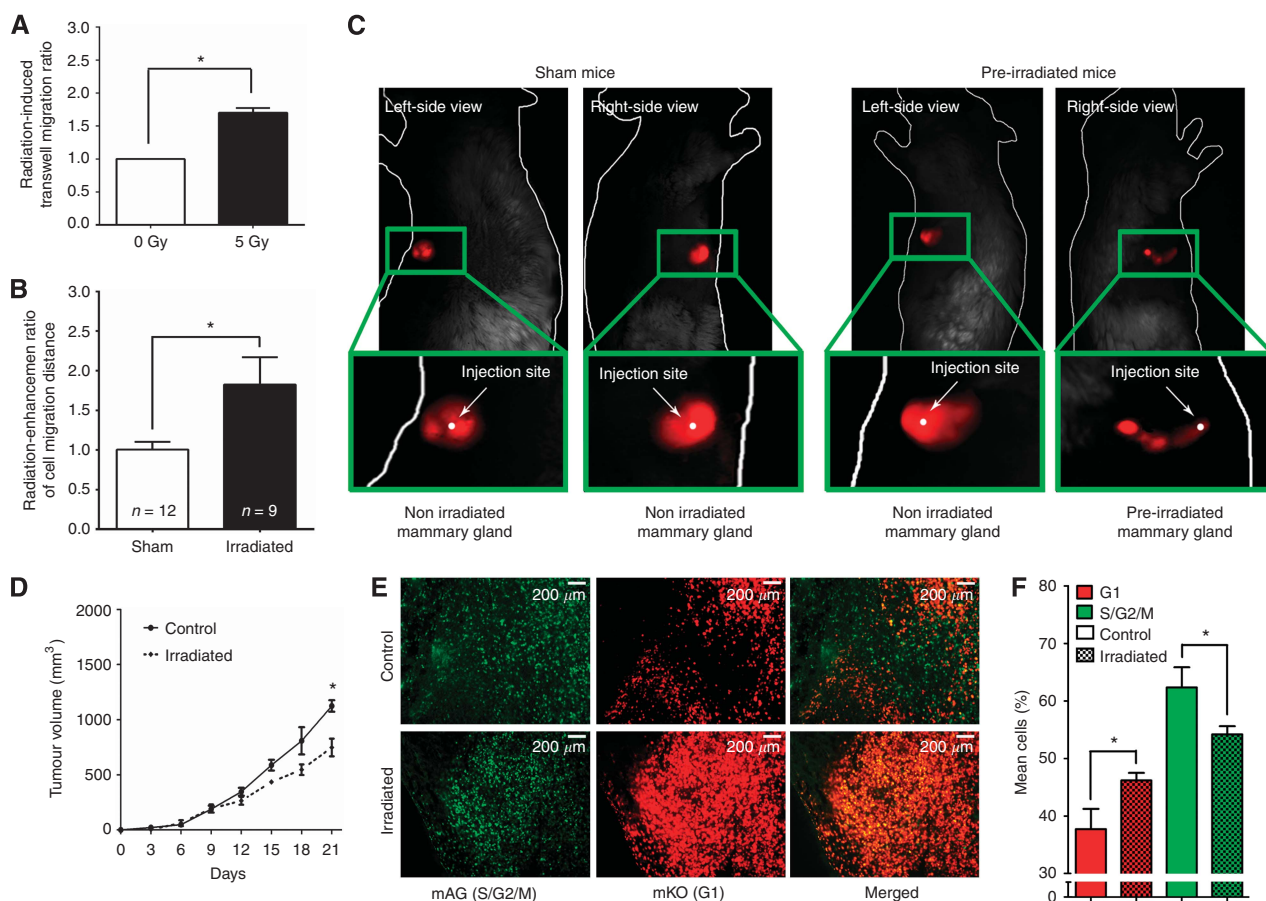 A
Radiation-induced
transwell migration ratio
3.0
2.5
2.0
1.5
1.0
0.5
0.0
*
0 Gy
5 Gy
B
Radiation-enhancemen ratio
of cell migration distance
3.0
2.5
2.0
1.5
1.0
0.5
0.0
*
n = 12
n = 9
Sham
Irradiated
C
Sham mice
Pre-irradiated mice
Left-side view
Right-side view
Left-side view
Right-side view
Injection site
Injection site
Injection site
Injection site
Non irradiated
mammary gland
Non irradiated
mammary gland
Non irradiated
mammary gland
Pre-irradiated
mammary gland
D
Tumour volume (mm³)
2000
1500
1000
500
0
Control
Irradiated
*
0 3 6 9 12 15 18 21
Days
E
Control
200 μm
200 μm
200 μm
Irradiated
200 μm
200 μm
200 μm
mAG (S/G2/M)
mKO (G1)
Merged
F
Mean cells (%)
80
70
60
50
40
30
0
G1
S/G2/M
Control
Irradiated
*
*